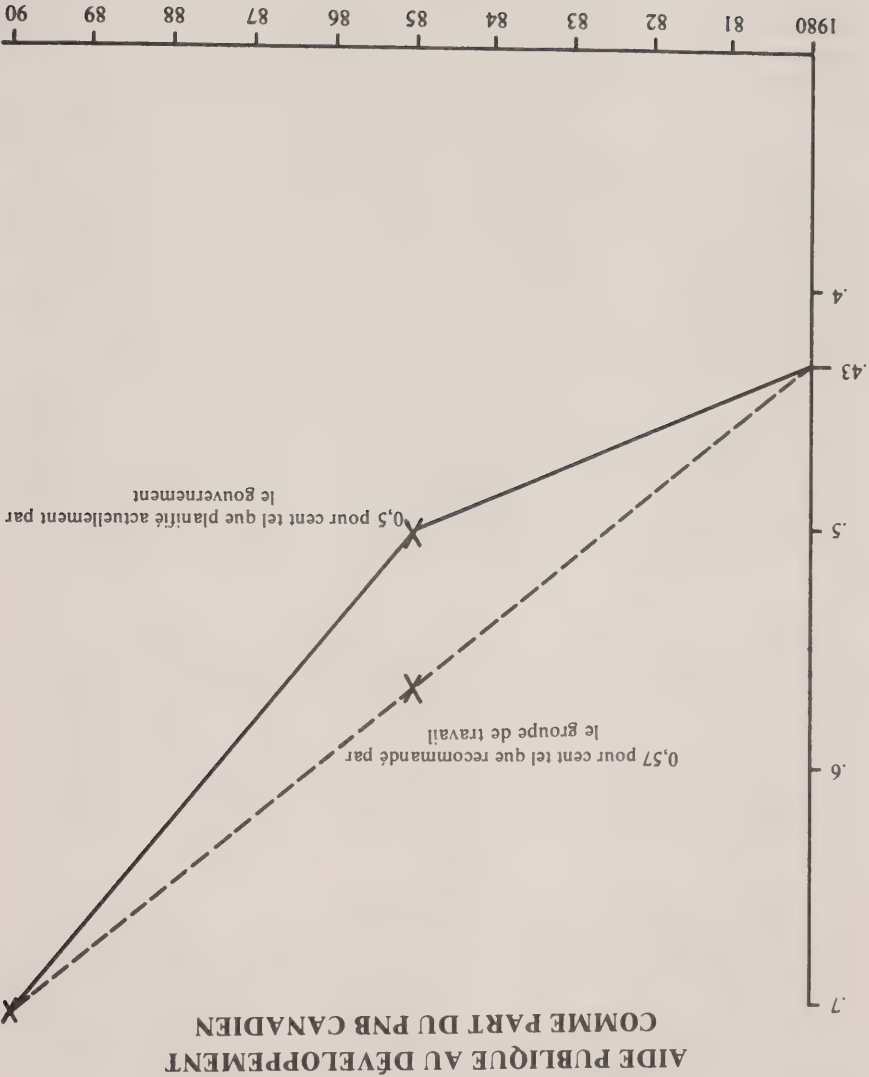 AIDE PUBLIQUE AU DÉVELOPPEMENT
COMME PART DU PNB CANADIEN
.7
.6
0,57 pour cent tel que recommandé par
le groupe de travail
.5
0,5 pour cent tel que planifié actuellement par
le gouvernement
.43
.4
1980 81 82 83 84 85 86 87 88 89 90